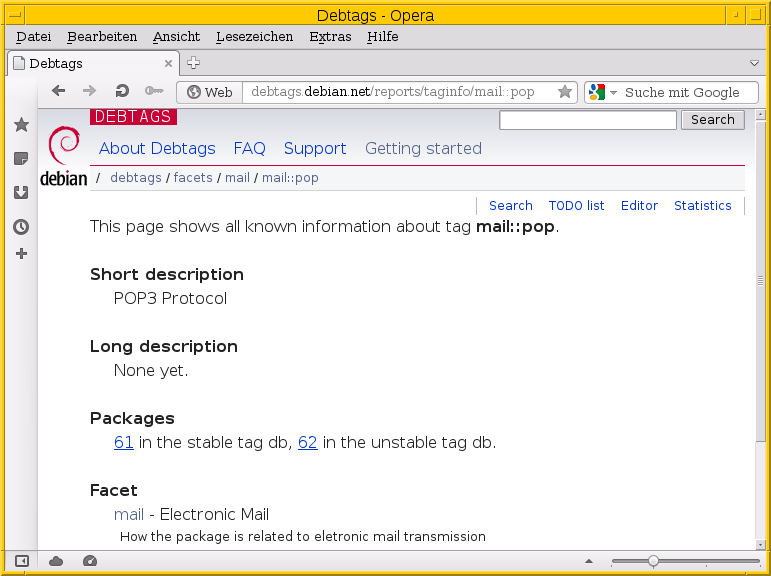 Debtags - Opera
Datei Bearbeiten Ansicht Lesezeichen Extras Hilfe
Debtags
Web debtags.debian.net/reports/taginfo/mail::pop Suche mit Google
DEBTAGS
Search
About Debtags FAQ Support Getting started
debian
/ debtags / facets / mail / mail::pop
Search TODO list Editor Statistics
This page shows all known information about tag mail::pop.
Short description
POP3 Protocol
Long description
None yet.
Packages
61 in the stable tag db, 62 in the unstable tag db.
Facet
mail - Electronic Mail
How the package is related to eletronic mail transmission